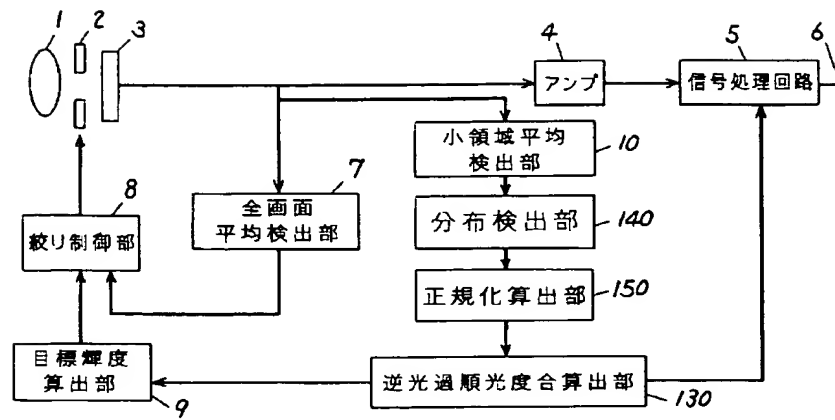 1
2
3
4
アンプ
5
信号処理回路
6
小領域平均
検出部
10
7
全画面
平均検出部
8
絞り制御部
分布検出部
140
正規化算出部
150
目標輝度
算出部
9
逆光過順光度合算出部
130